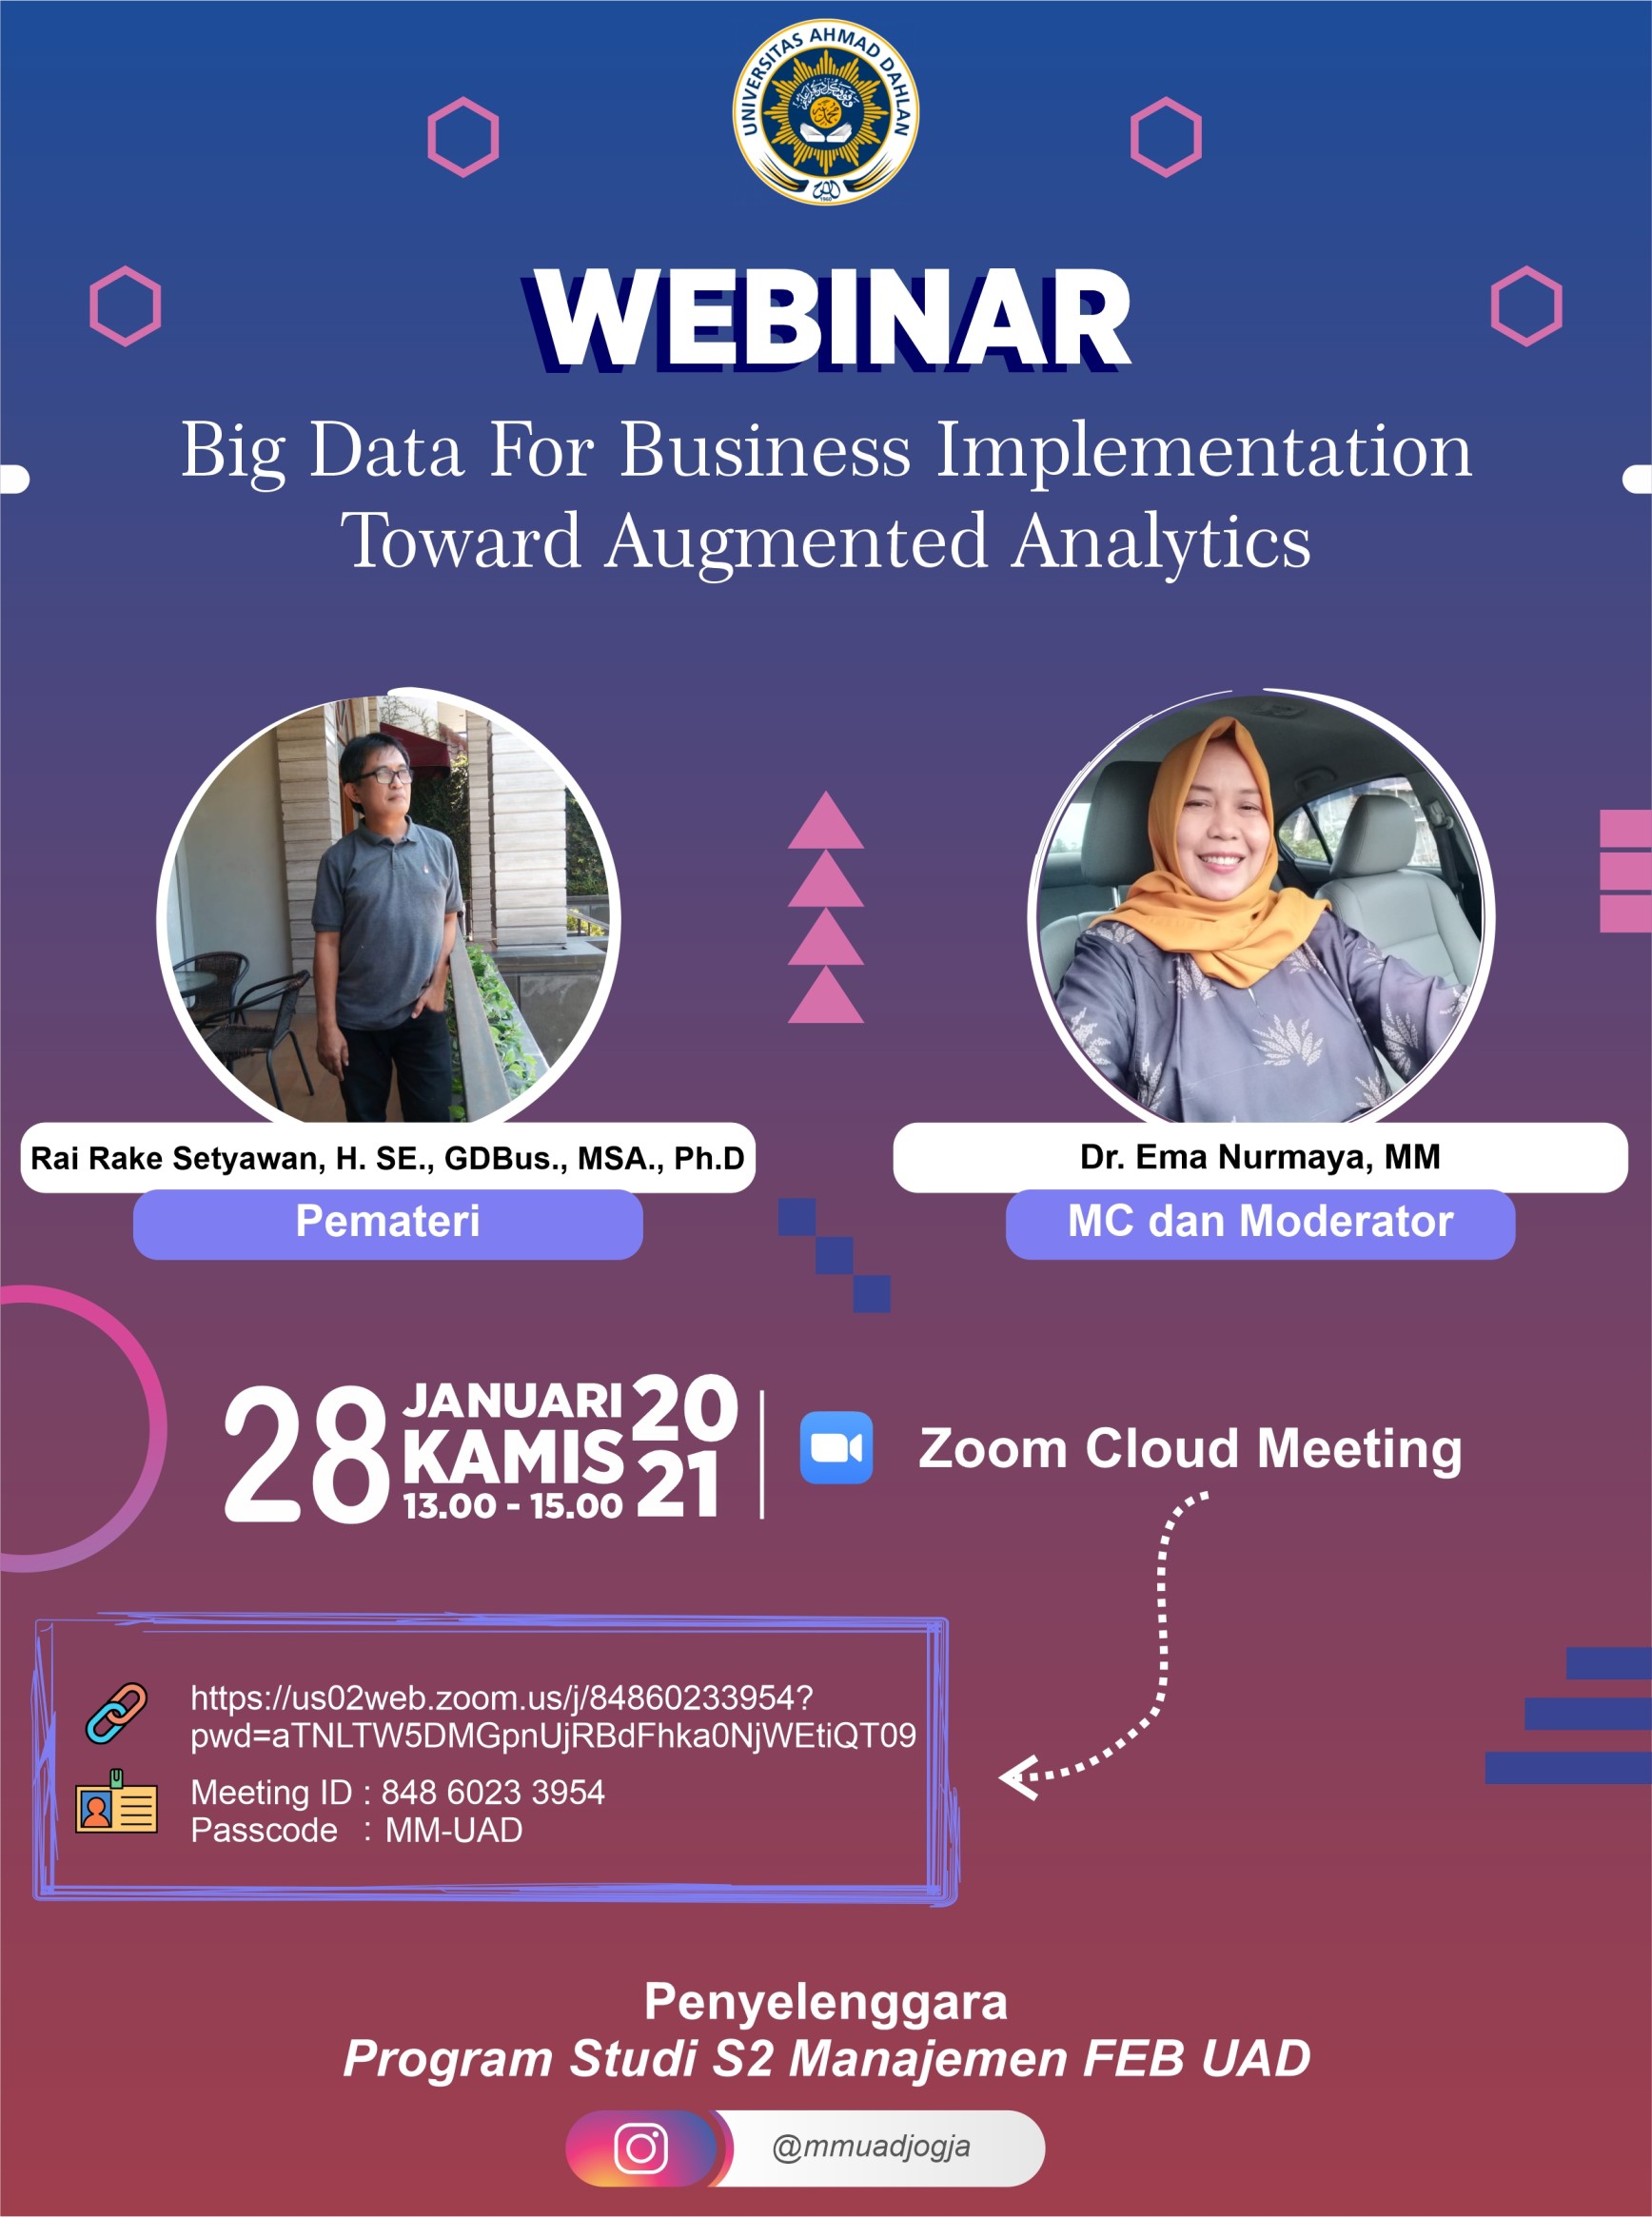 UNIVERSITAS AHMAD DAHLAN
1960
WEBINAR
Big Data For Business Implementation
Toward Augmented Analytics
Rai Rake Setyawan, H. SE., GDBus., MSA., Ph.D
Pemateri
Dr. Ema Nurmaya, MM
MC dan Moderator
28
JANUARI
KAMIS
13.00 - 15.00
20
21
Zoom Cloud Meeting
https://us02web.zoom.us/j/84860233954?
pwd=aTNLTW5DMGpnUjRBdFhka0NjWEtiQT09
Meeting ID : 848 6023 3954
Passcode : MM-UAD
Penyelenggara
Program Studi S2 Manajemen FEB UAD
@mmuadjogja